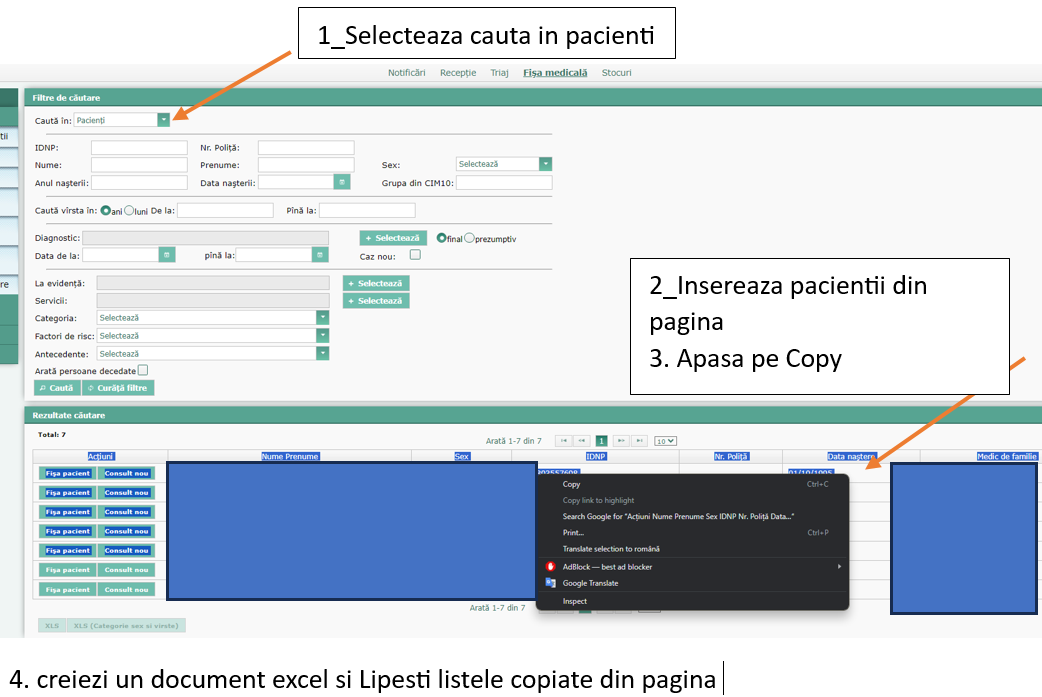 1_Selecteaza cauta in pacienti
Notificări Recepție Triaj Fișa medicală Stocuri
Filtre de căutare
Caută în: Pacienți
tii
IDNP: Nr. Poliță:
Nume: Prenume: Sex: Selectează
Anul nașterii: Data nașterii: Grupa din CIM10:
Caută vîrsta în: ani luni De la: Pînă la:
Diagnostic: + Selectează final prezumptiv
Data de la: pînă la: Caz nou:
La evidență: + Selectează
re
Servicii: + Selectează
Categoria: Selectează
Factori de risc: Selectează
Antecedente: Selectează
Arată persoane decedate
Caută Curăță filtre
2_Insereaza pacientii din
pagina
3. Apasa pe Copy
Rezultate căutare
Total: 7
Arată 1-7 din 7 1 10
Acțiuni Nume Prenume Sex IDNP Nr. Poliță Data naștere Medic de familie
Fișa pacient Consult nou
Fișa pacient Consult nou
Fișa pacient Consult nou
Fișa pacient Consult nou
Fișa pacient Consult nou
Fișa pacient Consult nou
Fișa pacient Consult nou
Copy Ctrl+C
Copy link to highlight
Search Google for "Acțiuni Nume Prenume Sex IDNP Nr. Poliță Data..."
Print... Ctrl+P
Translate selection to română
AdBlock — best ad blocker
Google Translate
Inspect
Arată 1-7 din 7
XLS XLS (Categorie sex si virste)
4. creiezi un document excel si Lipesti listele copiate din pagina